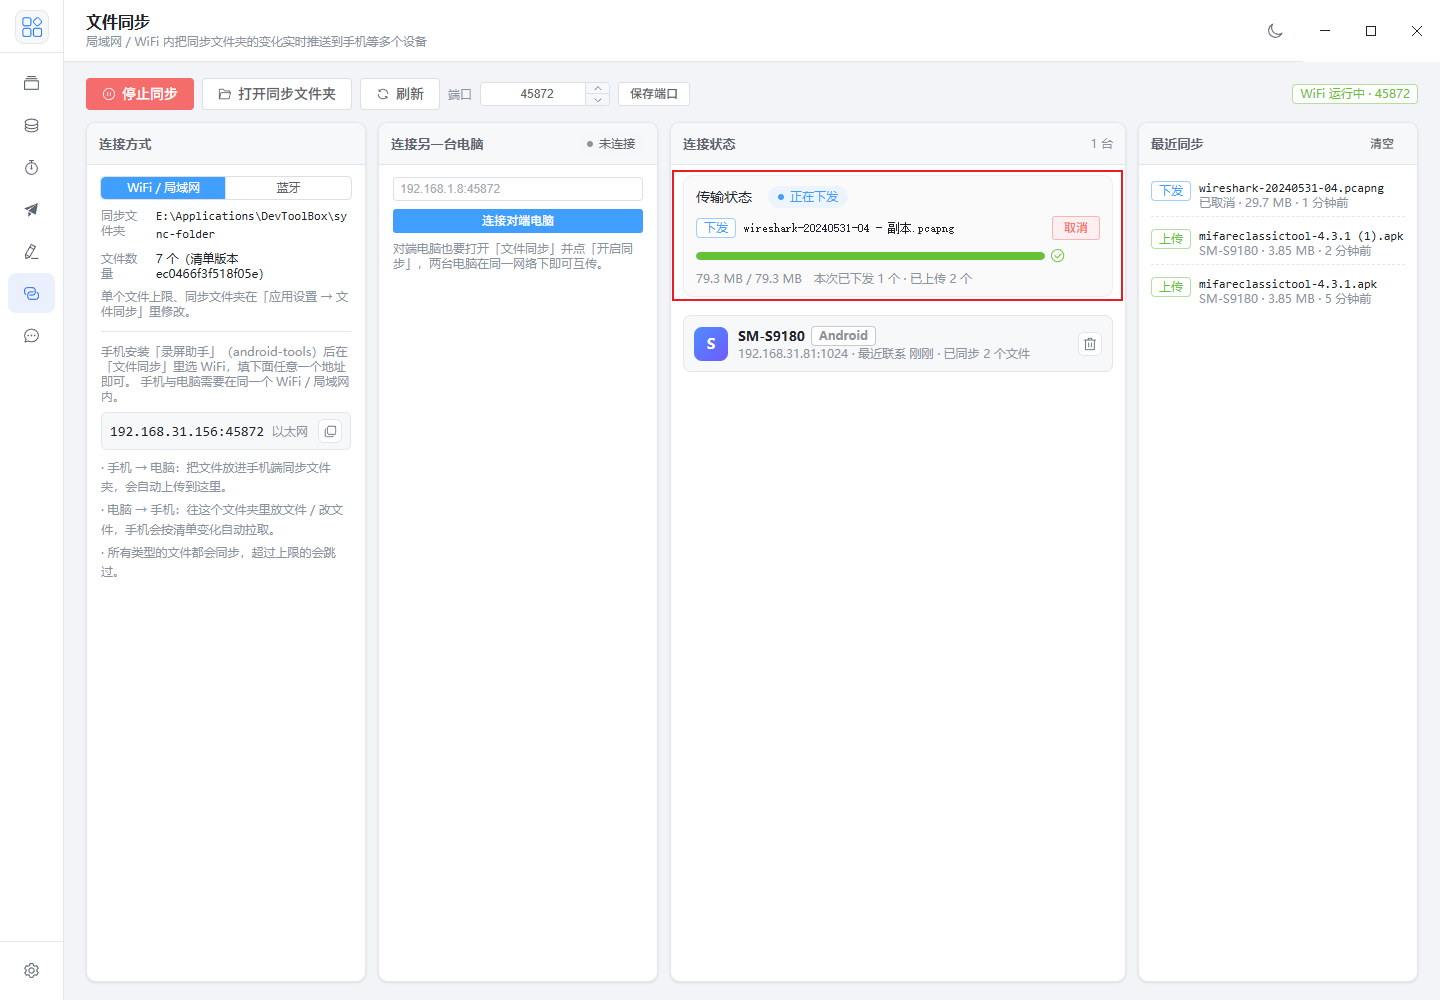 文件同步
局域网 / WiFi 内把同步文件夹的变化实时推送到手机等多个设备
停止同步
打开同步文件夹
刷新
端口
45872
保存端口
WiFi 运行中 · 45872
连接方式
WiFi / 局域网
蓝牙
同步文件夹
E:\Applications\DevToolBox\sy
nc-folder
文件数量
7 个（清单版本
ec0466f3f518f05e）
单个文件上限、同步文件夹在「应用设置 → 文
件同步」里修改。
手机安装「录屏助手」（android-tools）后在
「文件同步」里选 WiFi，填下面任意一个地址
即可。 手机与电脑需要在同一个 WiFi / 局域网
内。
192.168.31.156:45872 以太网
· 手机 → 电脑：把文件放进手机端同步文件
夹，会自动上传到这里。
· 电脑 → 手机：往这个文件夹里放文件 / 改文
件，手机会按清单变化自动拉取。
· 所有类型的文件都会同步，超过上限的会跳
过。
连接另一台电脑
未连接
192.168.1.8:45872
连接对端电脑
对端电脑也要打开「文件同步」并点「开启同
步」，两台电脑在同一网络下即可互传。
连接状态
1 台
传输状态
正在下发
下发 wireshark-20240531-04 - 副本.pcapng
取消
79.3 MB / 79.3 MB 本次已下发 1 个 · 已上传 2 个
S
SM-S9180 Android
192.168.31.81:1024 · 最近联系 刚刚 · 已同步 2 个文件
最近同步
清空
下发 wireshark-20240531-04.pcapng
已取消 · 29.7 MB · 1 分钟前
上传 mifareclassictool-4.3.1 (1).apk
SM-S9180 · 3.85 MB · 2 分钟前
上传 mifareclassictool-4.3.1.apk
SM-S9180 · 3.85 MB · 5 分钟前